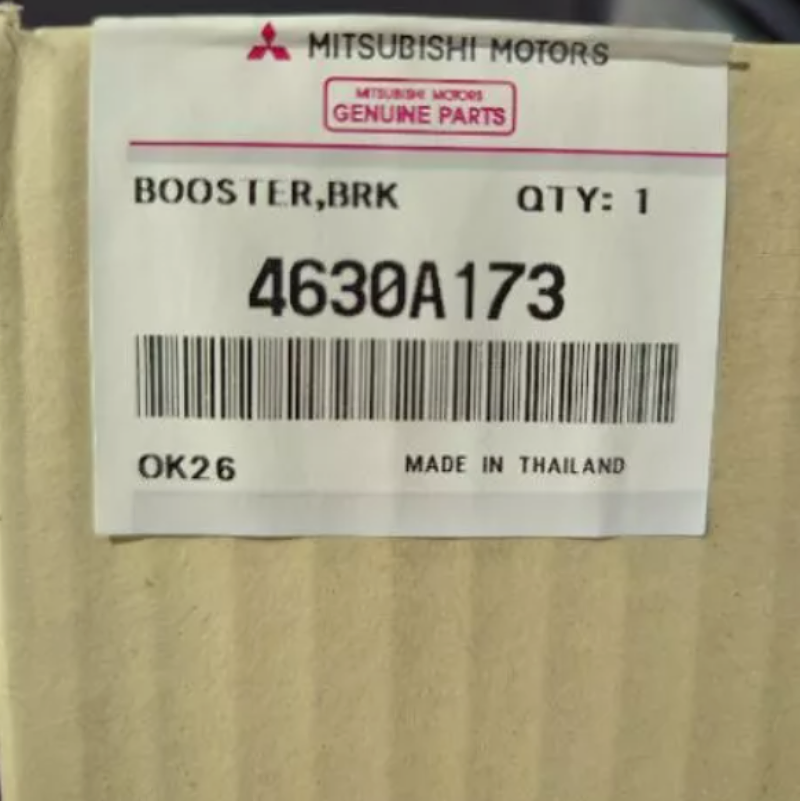 MITSUBISHI MOTORS
MITSUBISHI MOTORS
GENUINE PARTS
BOOSTER,BRK QTY: 1
4630A173
OK26 MADE IN THAILAND